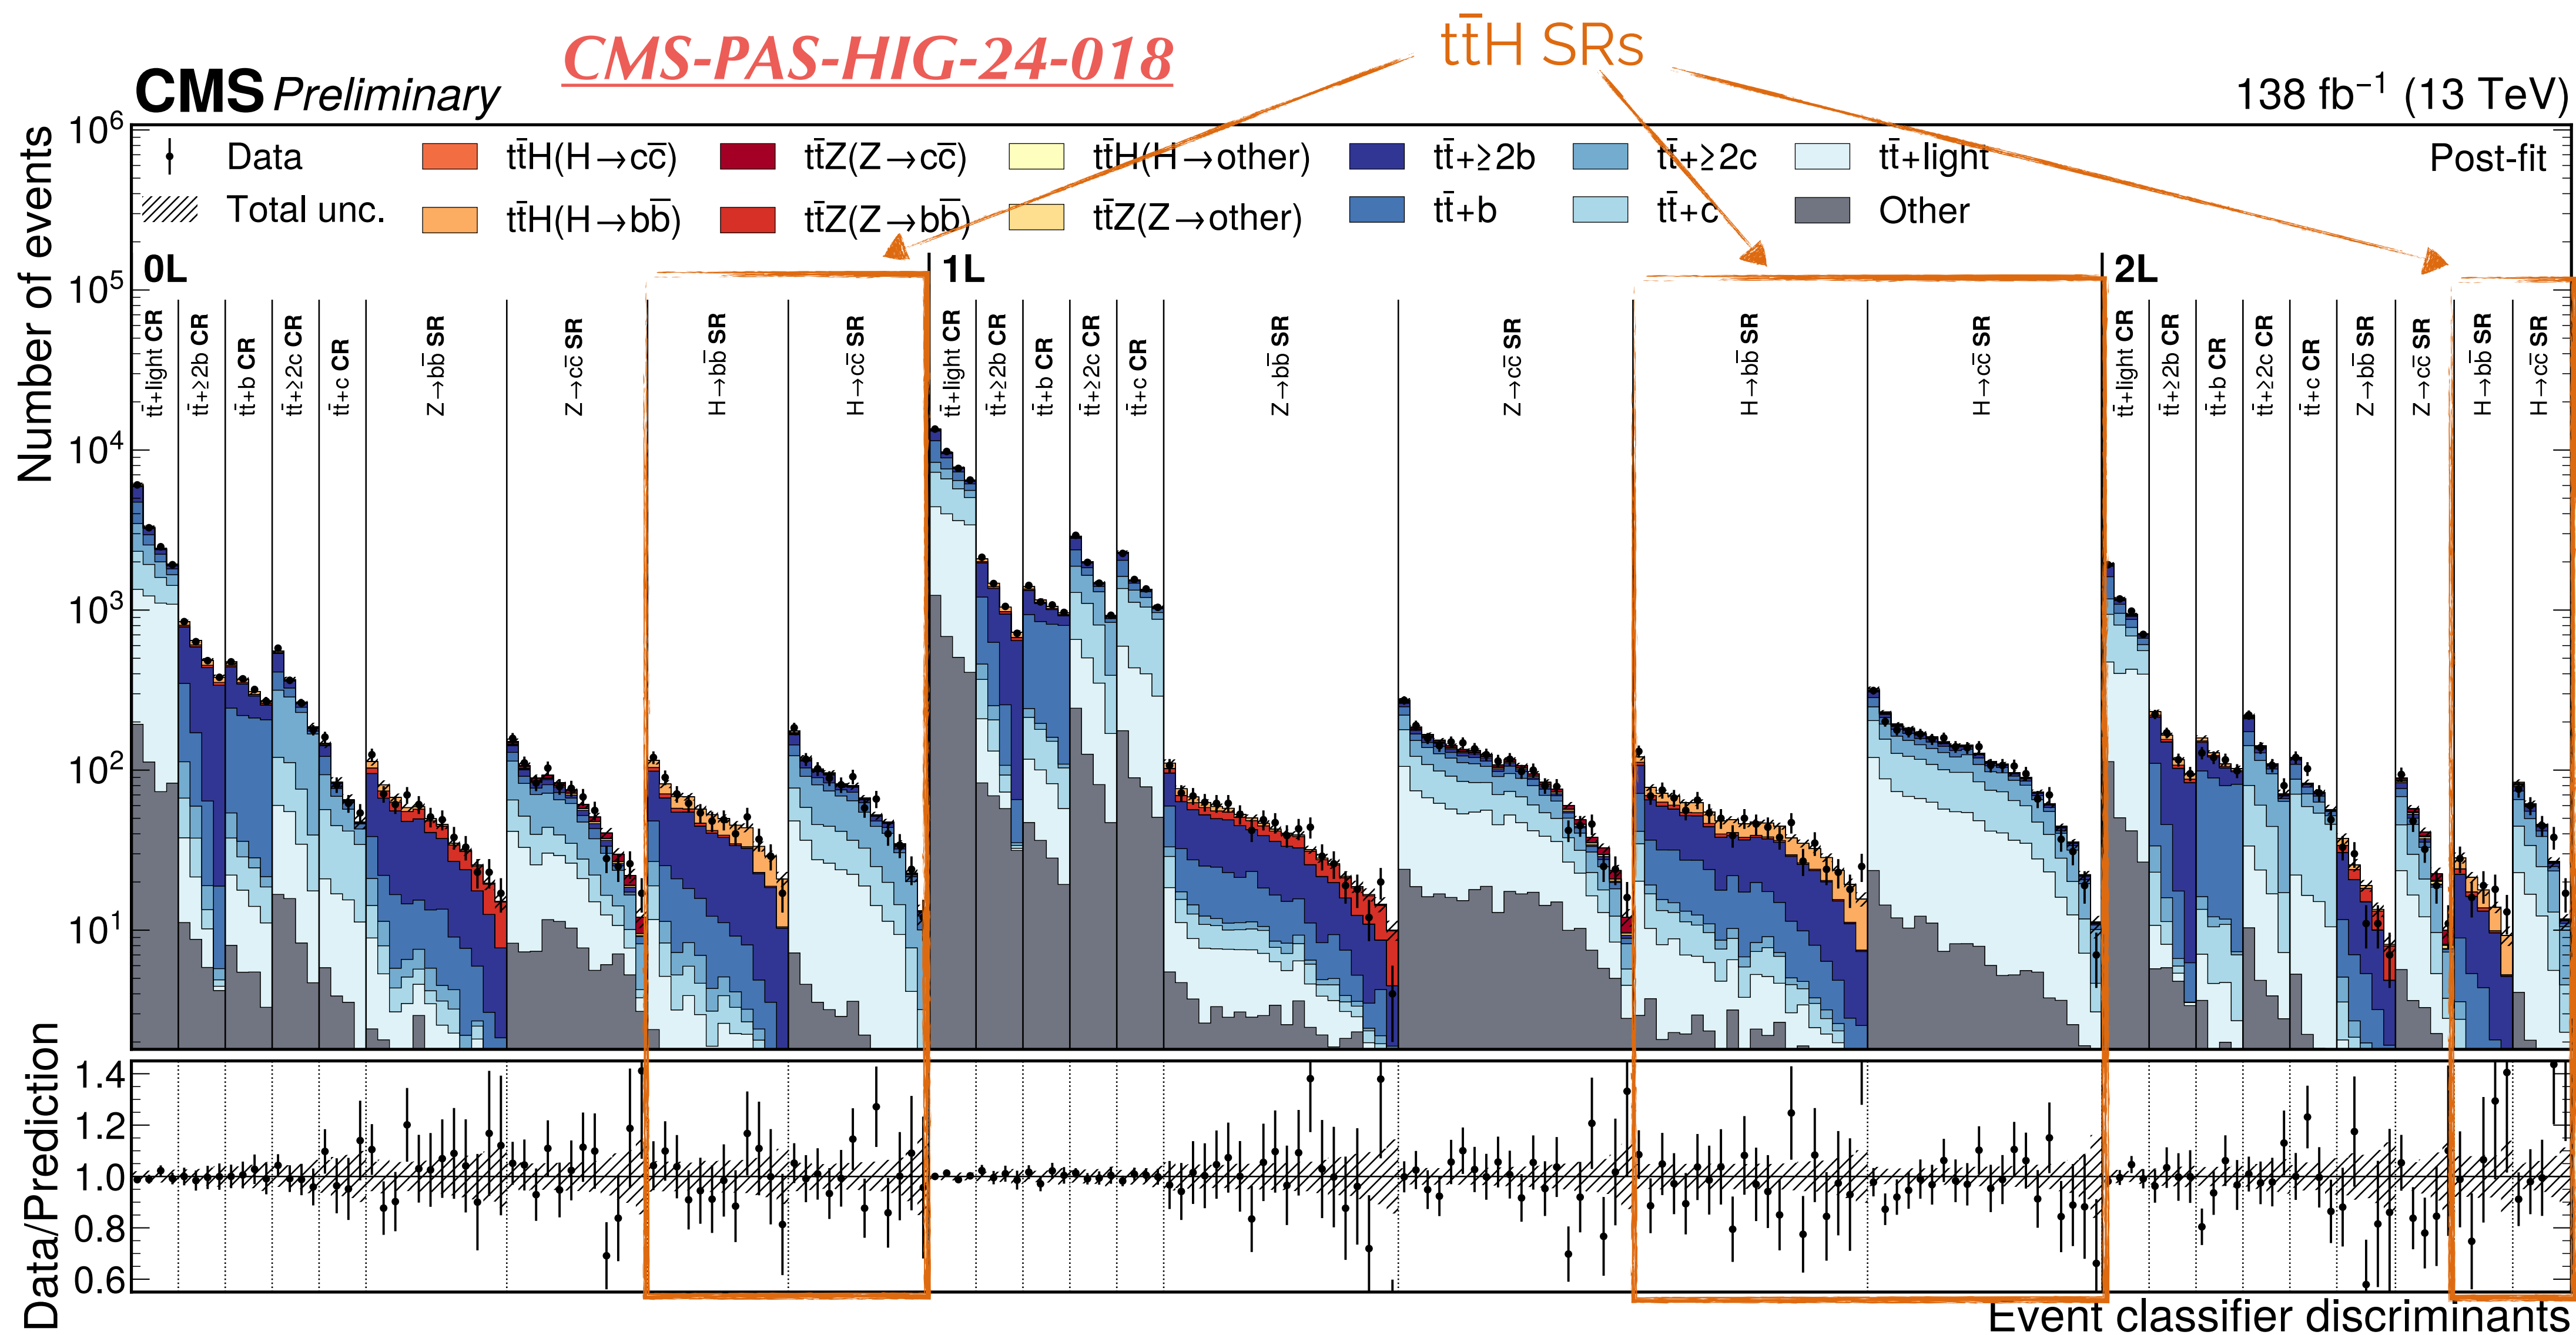 CMS-PAS-HIG-24-018
tt̄H SRs
CMS Preliminary
138 fb⁻¹ (13 TeV)
Number of events
10⁶
10⁵
10⁴
10³
10²
10¹
Data
Total unc.
tt̄H(H→cc̄)
tt̄H(H→bb̄)
tt̄Z(Z→cc̄)
tt̄Z(Z→bb̄)
tt̄H(H→other)
tt̄Z(Z→other)
tt̄+≥2b
tt̄+b
tt̄+≥2c
tt̄+c
tt̄+light
Other
Post-fit
0L
tt̄+light CR
tt̄+≥2b CR
tt̄+b CR
tt̄+≥2c CR
tt̄+c CR
Z→bb̄ SR
Z→cc̄ SR
H→bb̄ SR
H→cc̄ SR
1L
tt̄+light CR
tt̄+≥2b CR
tt̄+b CR
tt̄+≥2c CR
tt̄+c CR
Z→bb̄ SR
Z→cc̄ SR
H→bb̄ SR
H→cc̄ SR
2L
tt̄+light CR
tt̄+≥2b CR
tt̄+b CR
tt̄+≥2c CR
tt̄+c CR
Z→bb̄ SR
Z→cc̄ SR
H→bb̄ SR
H→cc̄ SR
Data/Prediction
1.4
1.2
1.0
0.8
0.6
Event classifier discriminants